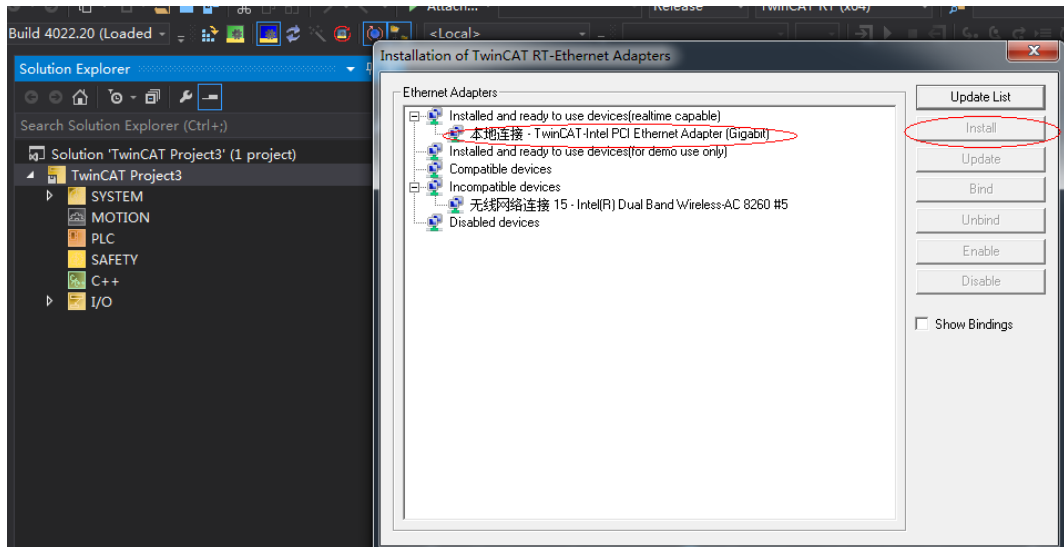 Attach...
Release
TwinCAT RT (x64)
Build 4022.20 (Loaded
<Local>
Solution Explorer
Search Solution Explorer (Ctrl+;)
Solution 'TwinCAT Project3' (1 project)
TwinCAT Project3
SYSTEM
MOTION
PLC
SAFETY
C++
I/O
Installation of TwinCAT RT-Ethernet Adapters
Ethernet Adapters
Installed and ready to use devices(realtime capable)
本地连接 - TwinCAT-Intel PCI Ethernet Adapter (Gigabit)
Installed and ready to use devices(for demo use only)
Compatible devices
Incompatible devices
无线网络连接 15 - Intel(R) Dual Band Wireless-AC 8260 #5
Disabled devices
Update List
Install
Update
Bind
Unbind
Enable
Disable
Show Bindings